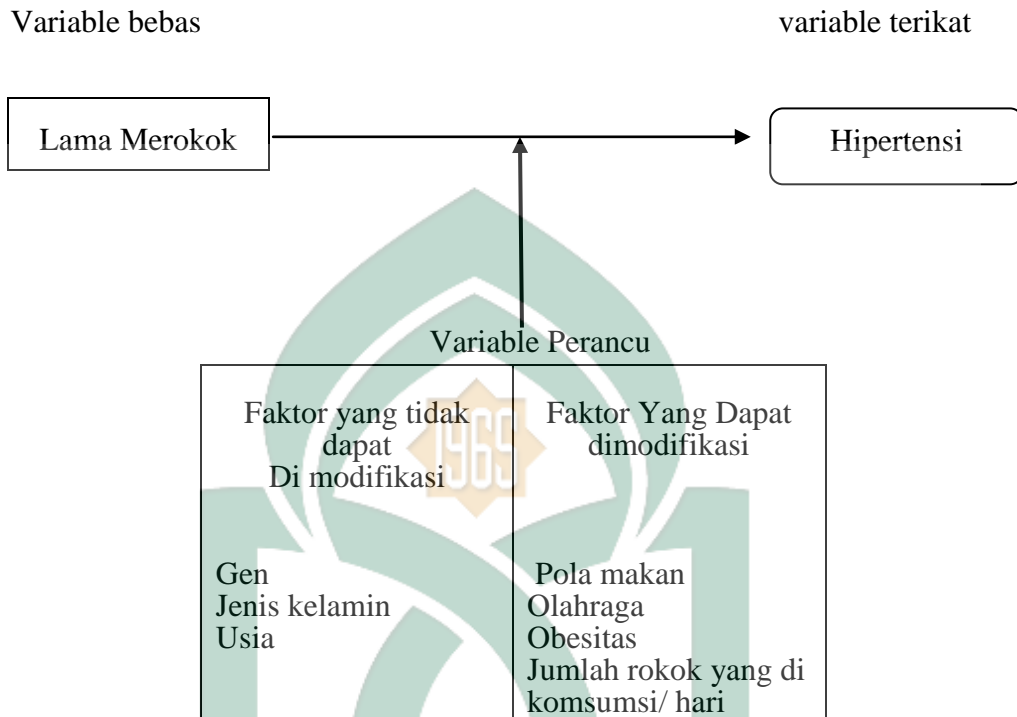 Variable bebas
variable terikat
Lama Merokok
Hipertensi
Variable Perancu
Faktor yang tidak
dapat
Di modifikasi
Faktor Yang Dapat
dimodifikasi
1965
Gen
Jenis kelamin
Usia
Pola makan
Olahraga
Obesitas
Jumlah rokok yang di
komsumsi/ hari